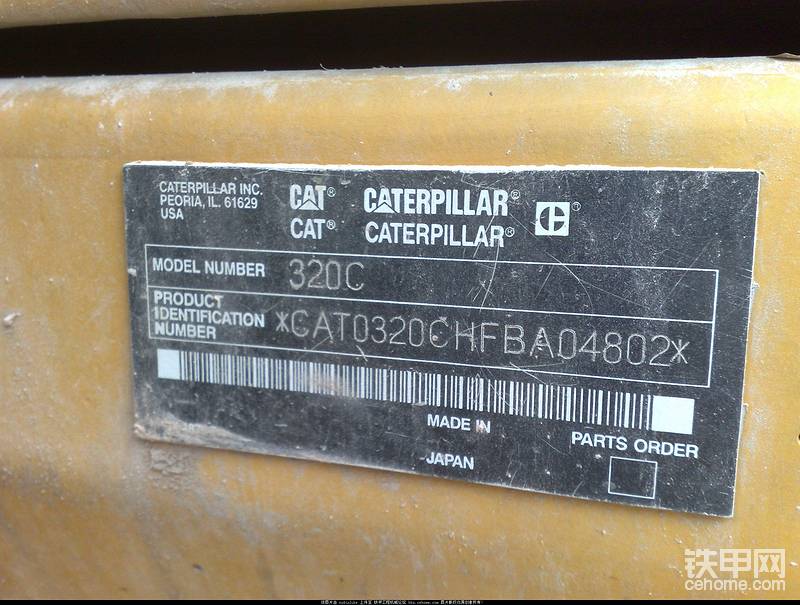 CATERPILLAR INC.
PEORIA, IL. 61629
USA
CAT® CATERPILLAR®
CAT® CATERPILLAR®
MODEL NUMBER 320C
PRODUCT
IDENTIFICATION
NUMBER
*CAT0320CHFBA04802*
MADE IN
JAPAN
PARTS ORDER
铁甲网
cehome.com